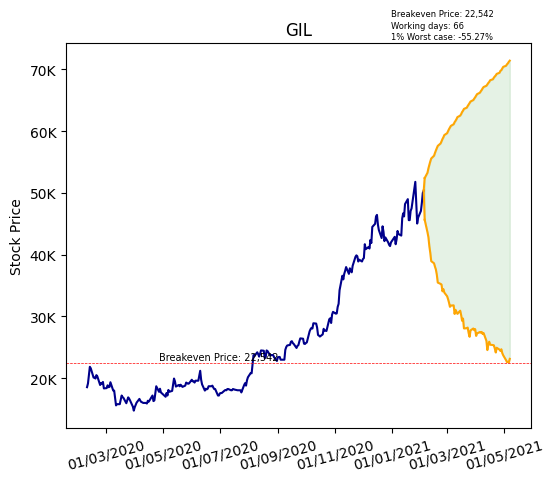 Breakeven Price: 22,542
Working days: 66
1% Worst case: -55.27%
GIL
Stock Price
70K
60K
50K
40K
30K
20K
Breakeven Price: 22,542
01/03/2020
01/05/2020
01/07/2020
01/09/2020
01/11/2020
01/01/2021
01/03/2021
01/05/2021